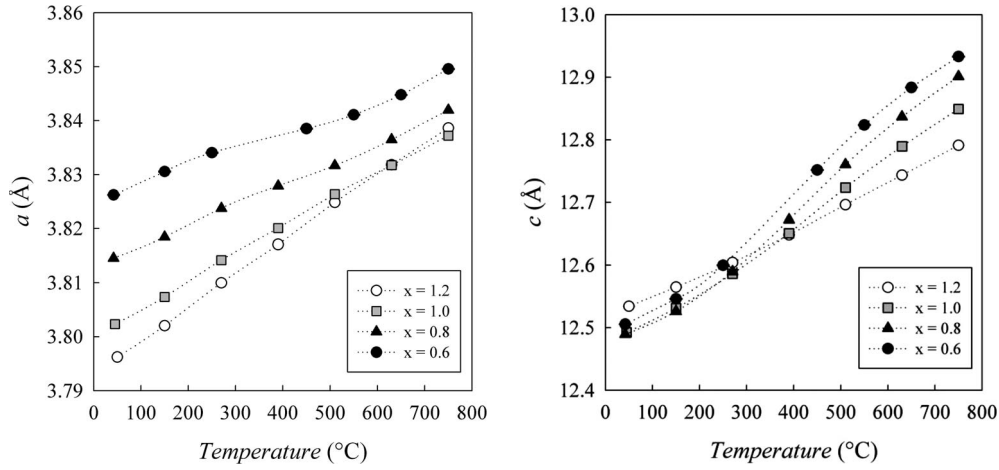 3.86
3.85
3.84
3.83
3.82
3.81
3.80
3.79
a (Å)
0 100 200 300 400 500 600 700 800
Temperature (°C)
x = 1.2
x = 1.0
x = 0.8
x = 0.6
13.0
12.9
12.8
12.7
12.6
12.5
12.4
c (Å)
0 100 200 300 400 500 600 700 800
Temperature (°C)
x = 1.2
x = 1.0
x = 0.8
x = 0.6